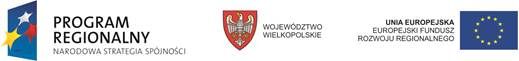 PROGRAM
REGIONALNY
NARODOWA STRATEGIA SPÓJNOŚCI
WOJEWÓDZTWO
WIELKOPOLSKIE
UNIA EUROPEJSKA
EUROPEJSKI FUNDUSZ
ROZWOJU REGIONALNEGO